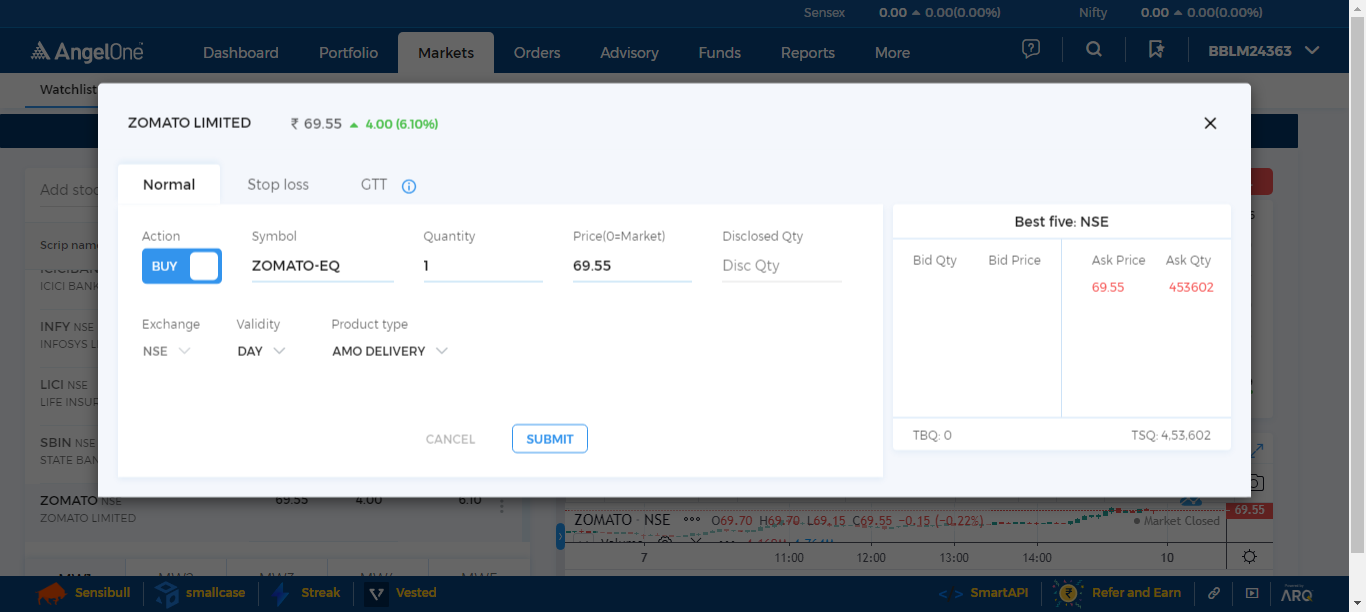 Sensex 0.00 0.00(0.00%) Nifty 0.00 0.00(0.00%)
AngelOne Dashboard Portfolio Markets Orders Advisory Funds Reports More BBLM24363
Watchlist
ZOMATO LIMITED ₹ 69.55 4.00 (6.10%)
Normal Stop loss GTT
Add stoc
Scrip name
ICICI BANK
INFY NSE
INFOSYS L
LICI NSE
LIFE INSUR
SBIN NSE
STATE BAN
Action Symbol Quantity Price(0=Market) Disclosed Qty
BUY ZOMATO-EQ 1 69.55 Disc Qty
Exchange Validity Product type
NSE DAY AMO DELIVERY
CANCEL SUBMIT
Best five: NSE
Bid Qty Bid Price Ask Price Ask Qty
69.55 453602
TBQ: 0 TSQ: 4,53,602
ZOMATO NSE 69.55 4.00 6.10
ZOMATO LIMITED
ZOMATO · NSE O69.70 H69.70 L69.15 C69.55 −0.15 (−0.22%)
69.55
Market Closed
7 11:00 12:00 13:00 14:00 10
Sensibull smallcase Streak Vested SmartAPI Refer and Earn ARQ